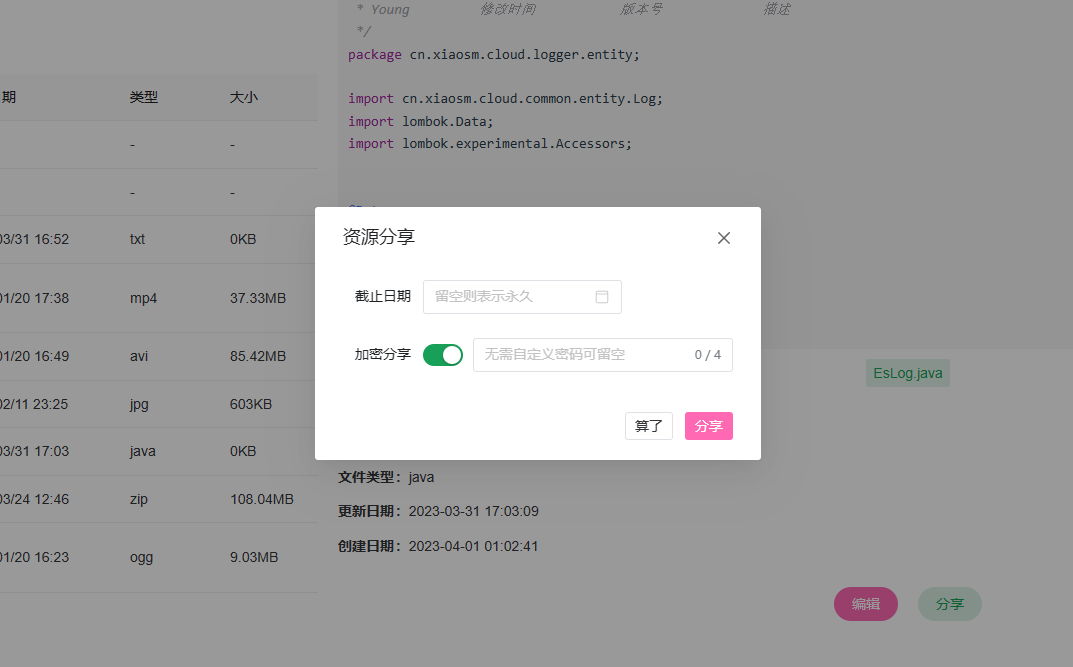 * Young 修改时间 版本号 描述
*/
package cn.xiaosm.cloud.logger.entity;
import cn.xiaosm.cloud.common.entity.Log;
import lombok.Data;
import lombok.experimental.Accessors;
期 类型 大小
- -
- -
03/31 16:52 txt 0KB
01/20 17:38 mp4 37.33MB
01/20 16:49 avi 85.42MB
02/11 23:25 jpg 603KB
03/31 17:03 java 0KB
03/24 12:46 zip 108.04MB
01/20 16:23 ogg 9.03MB
资源分享
截止日期 留空则表示永久
加密分享 无需自定义密码可留空 0 / 4
算了 分享
EsLog.java
文件类型：java
更新日期：2023-03-31 17:03:09
创建日期：2023-04-01 01:02:41
编辑 分享